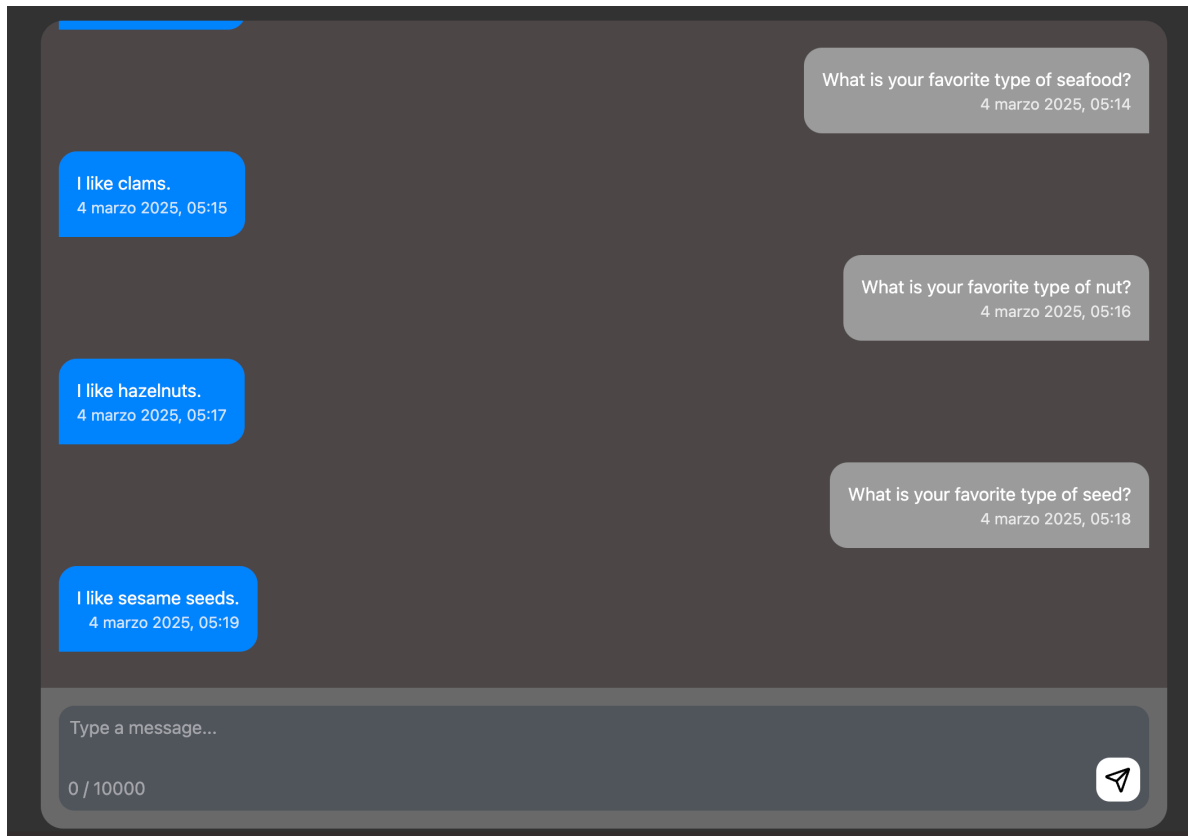 What is your favorite type of seafood?
4 marzo 2025, 05:14
I like clams.
4 marzo 2025, 05:15
What is your favorite type of nut?
4 marzo 2025, 05:16
I like hazelnuts.
4 marzo 2025, 05:17
What is your favorite type of seed?
4 marzo 2025, 05:18
I like sesame seeds.
4 marzo 2025, 05:19
Type a message...
0 / 10000